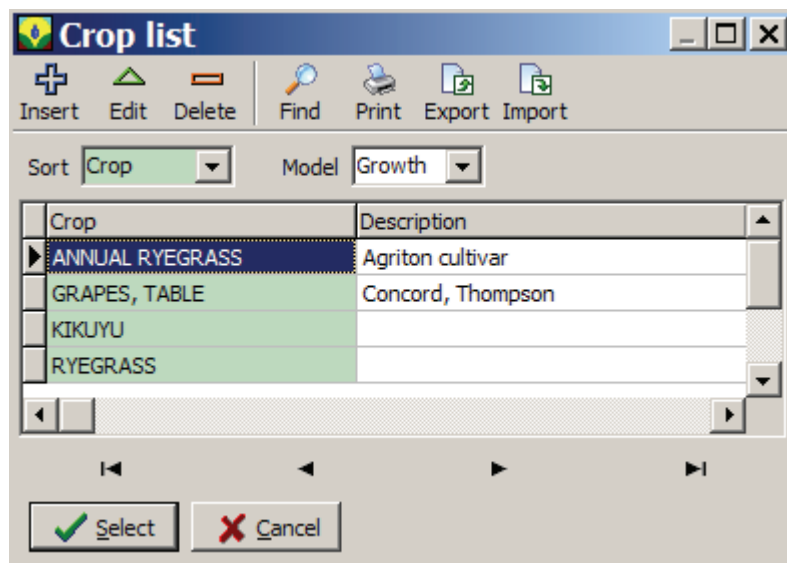 Crop list
Insert Edit Delete Find Print Export Import
Sort Crop Model Growth
Crop Description
ANNUAL RYEGRASS Agriton cultivar
GRAPES, TABLE Concord, Thompson
KIKUYU
RYEGRASS
Select Cancel